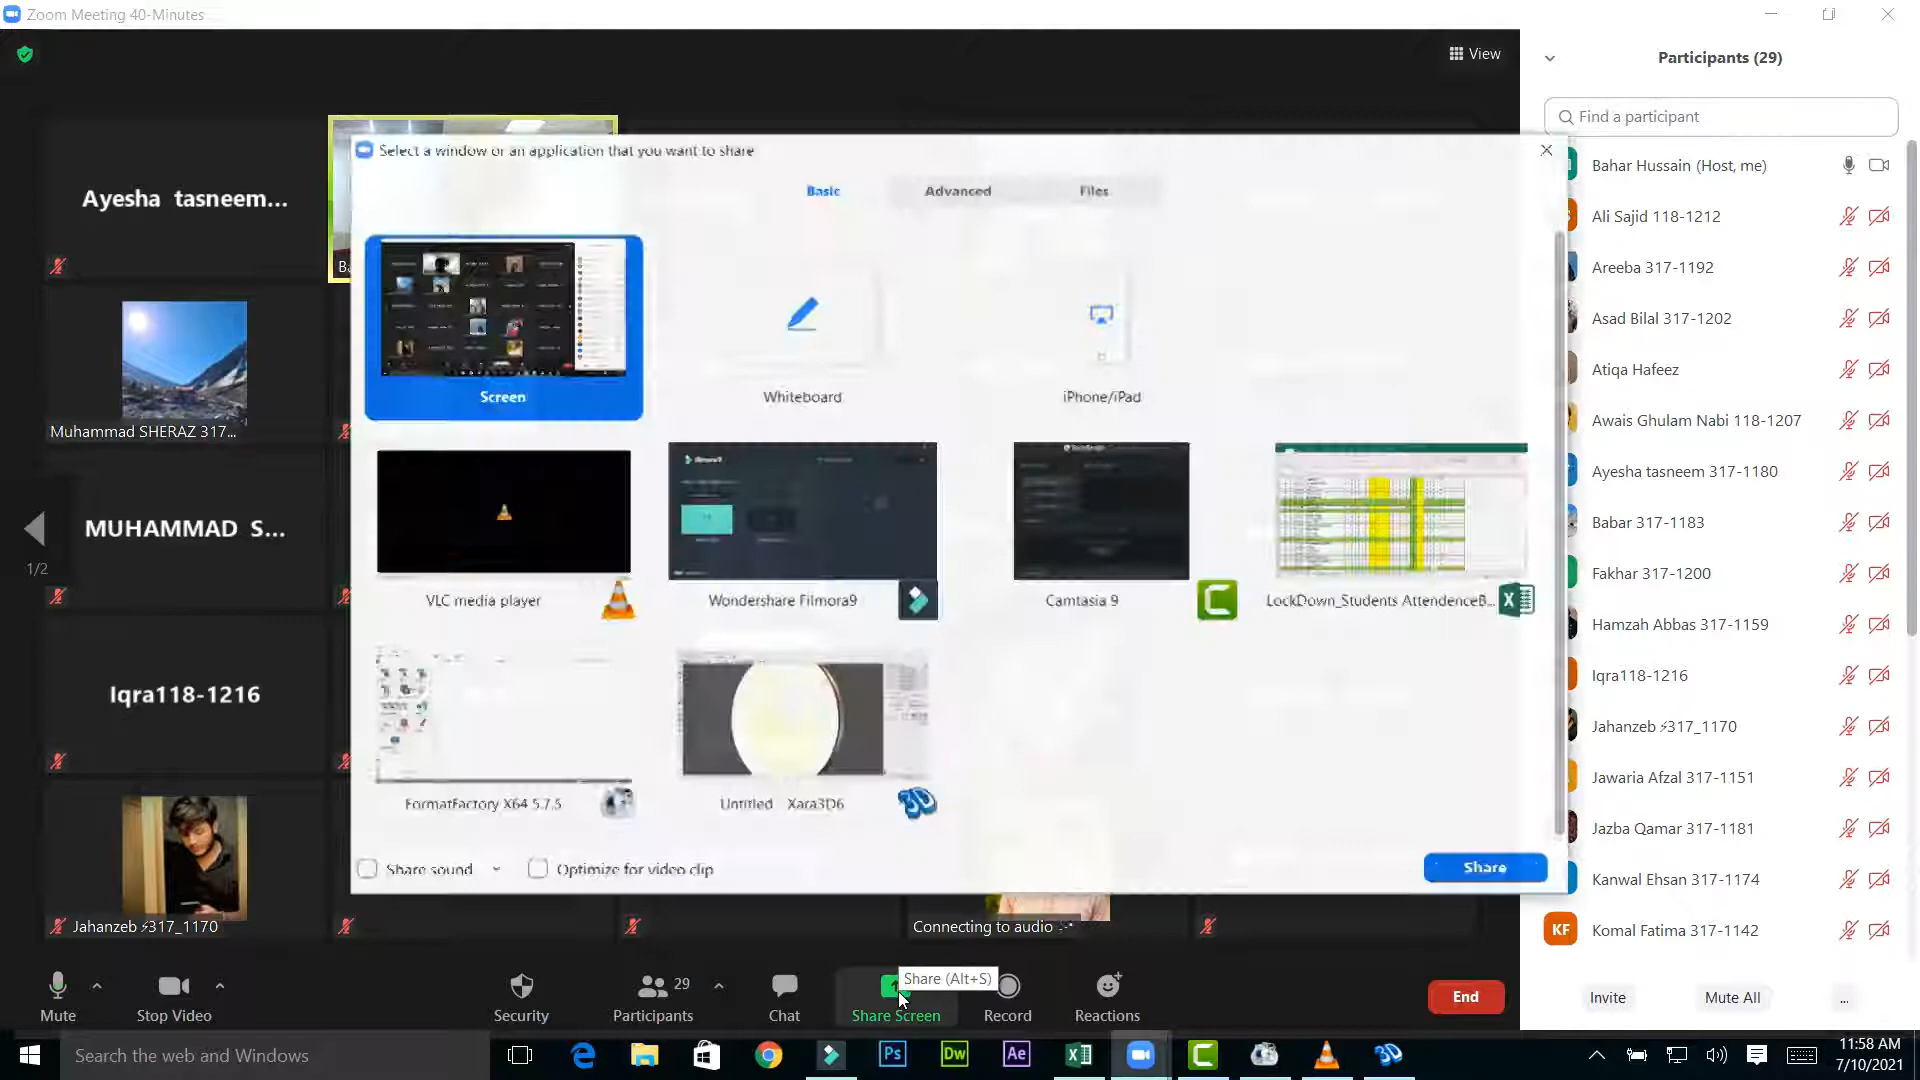 Zoom Meeting 40-Minutes
View
Participants (29)
Find a participant
Select a window or an application that you want to share
Basic
Advanced
Files
Ayesha tasneem...
Ba
Screen
Whiteboard
iPhone/iPad
Muhammad SHERAZ 317...
MUHAMMAD S...
1/2
VLC media player
Wondershare Filmora9
Camtasia 9
LockDown_Students AttendenceB...
Iqra118-1216
FormatFactory X64 5.7.5
Untitled Xara3D6
Share sound
Optimize for video clip
Share
Jahanzeb ⚡317_1170
Connecting to audio
Bahar Hussain (Host, me)
Ali Sajid 118-1212
Areeba 317-1192
Asad Bilal 317-1202
Atiqa Hafeez
Awais Ghulam Nabi 118-1207
Ayesha tasneem 317-1180
Babar 317-1183
Fakhar 317-1200
Hamzah Abbas 317-1159
Iqra118-1216
Jahanzeb ⚡317_1170
Jawaria Afzal 317-1151
Jazba Qamar 317-1181
Kanwal Ehsan 317-1174
KF
Komal Fatima 317-1142
Share (Alt+S)
29
Mute
Stop Video
Security
Participants
Chat
Share Screen
Record
Reactions
End
Invite
Mute All
...
Search the web and Windows
Ps
Dw
Ae
11:58 AM
7/10/2021